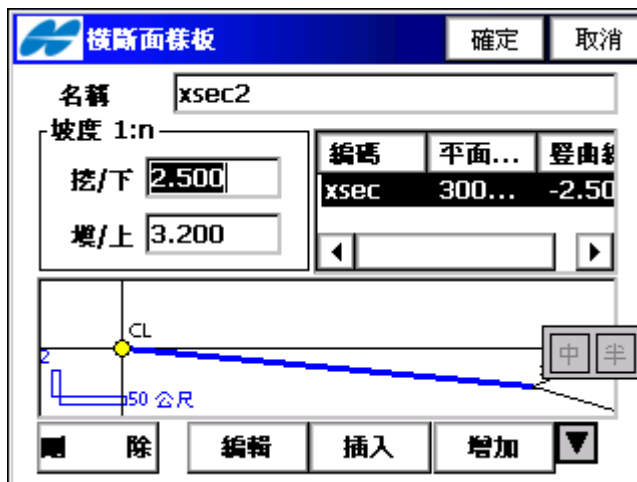 橫斷面樣板 確定 取消
名稱 xsec2
坡度 1:n
挖/下 2.500
填/上 3.200
編碼 平面... 豎曲線
xsec 300... -2.50
CL
2
50 公尺
中 半
刪 除 編輯 插入 增加